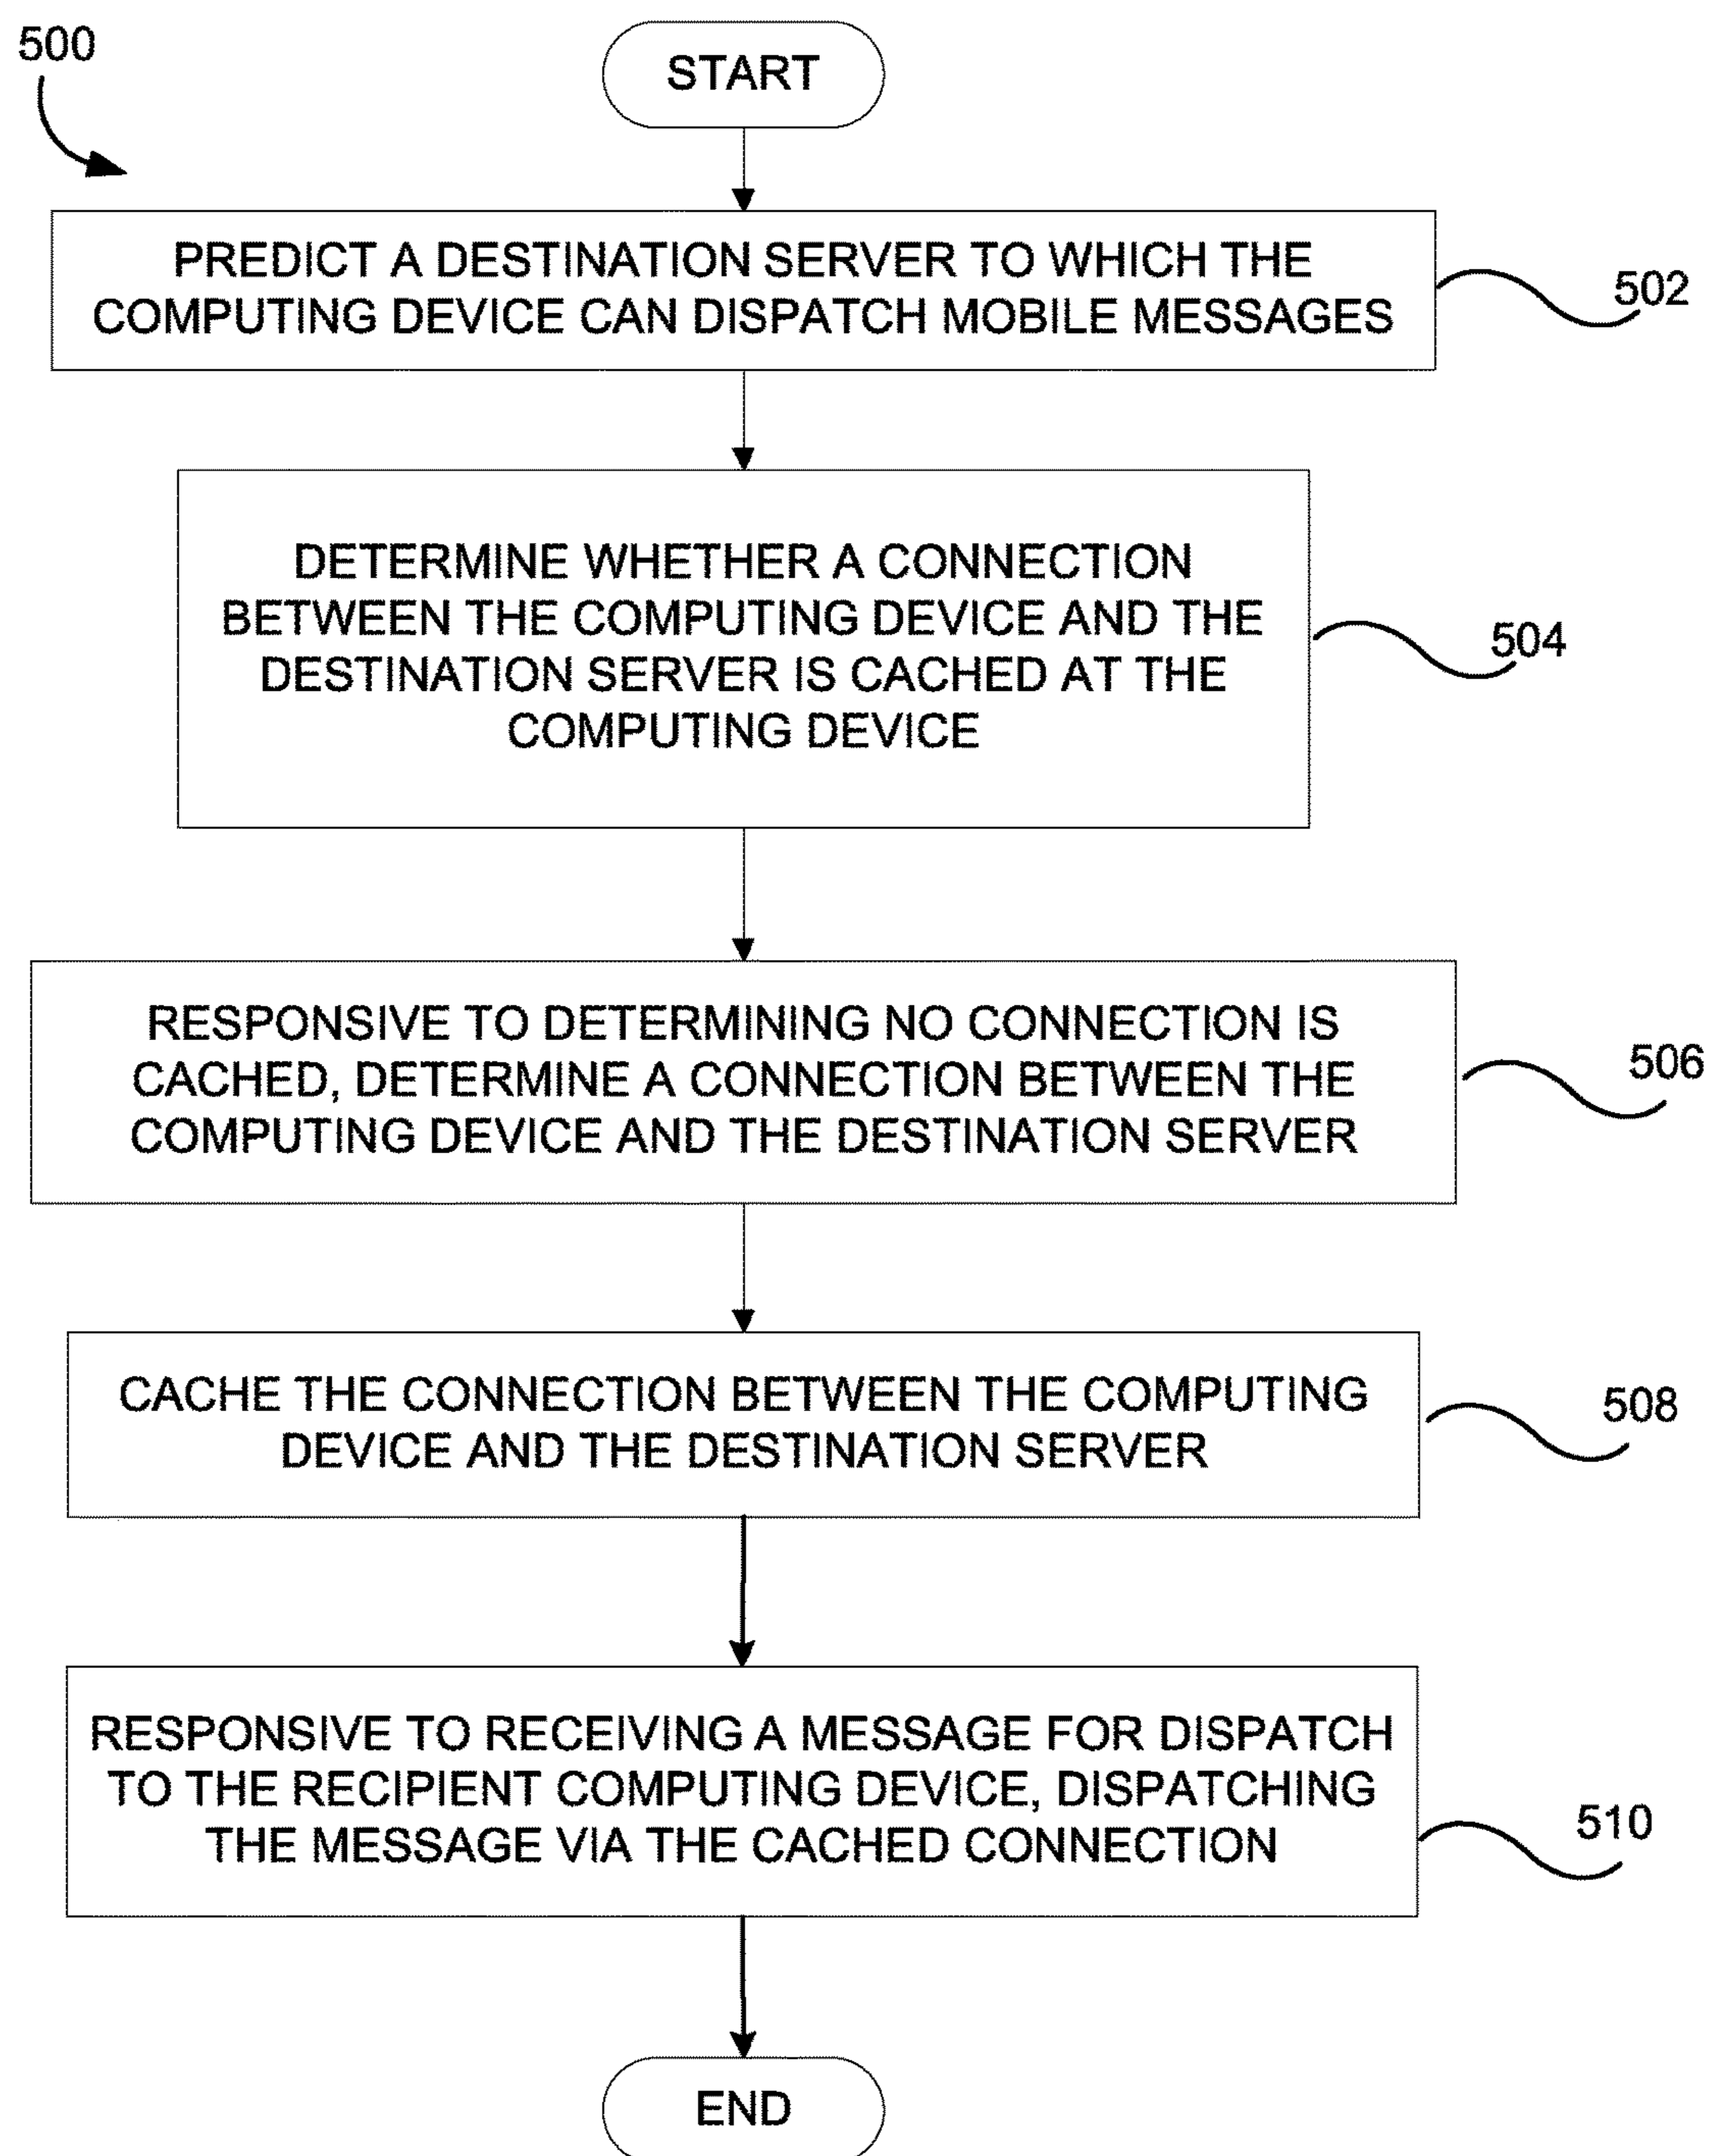 500
START
PREDICT A DESTINATION SERVER TO WHICH THE
COMPUTING DEVICE CAN DISPATCH MOBILE MESSAGES
502
DETERMINE WHETHER A CONNECTION
BETWEEN THE COMPUTING DEVICE AND THE
DESTINATION SERVER IS CACHED AT THE
COMPUTING DEVICE
504
RESPONSIVE TO DETERMINING NO CONNECTION IS
CACHED, DETERMINE A CONNECTION BETWEEN THE
COMPUTING DEVICE AND THE DESTINATION SERVER
506
CACHE THE CONNECTION BETWEEN THE COMPUTING
DEVICE AND THE DESTINATION SERVER
508
RESPONSIVE TO RECEIVING A MESSAGE FOR DISPATCH
TO THE RECIPIENT COMPUTING DEVICE, DISPATCHING
THE MESSAGE VIA THE CACHED CONNECTION
510
END